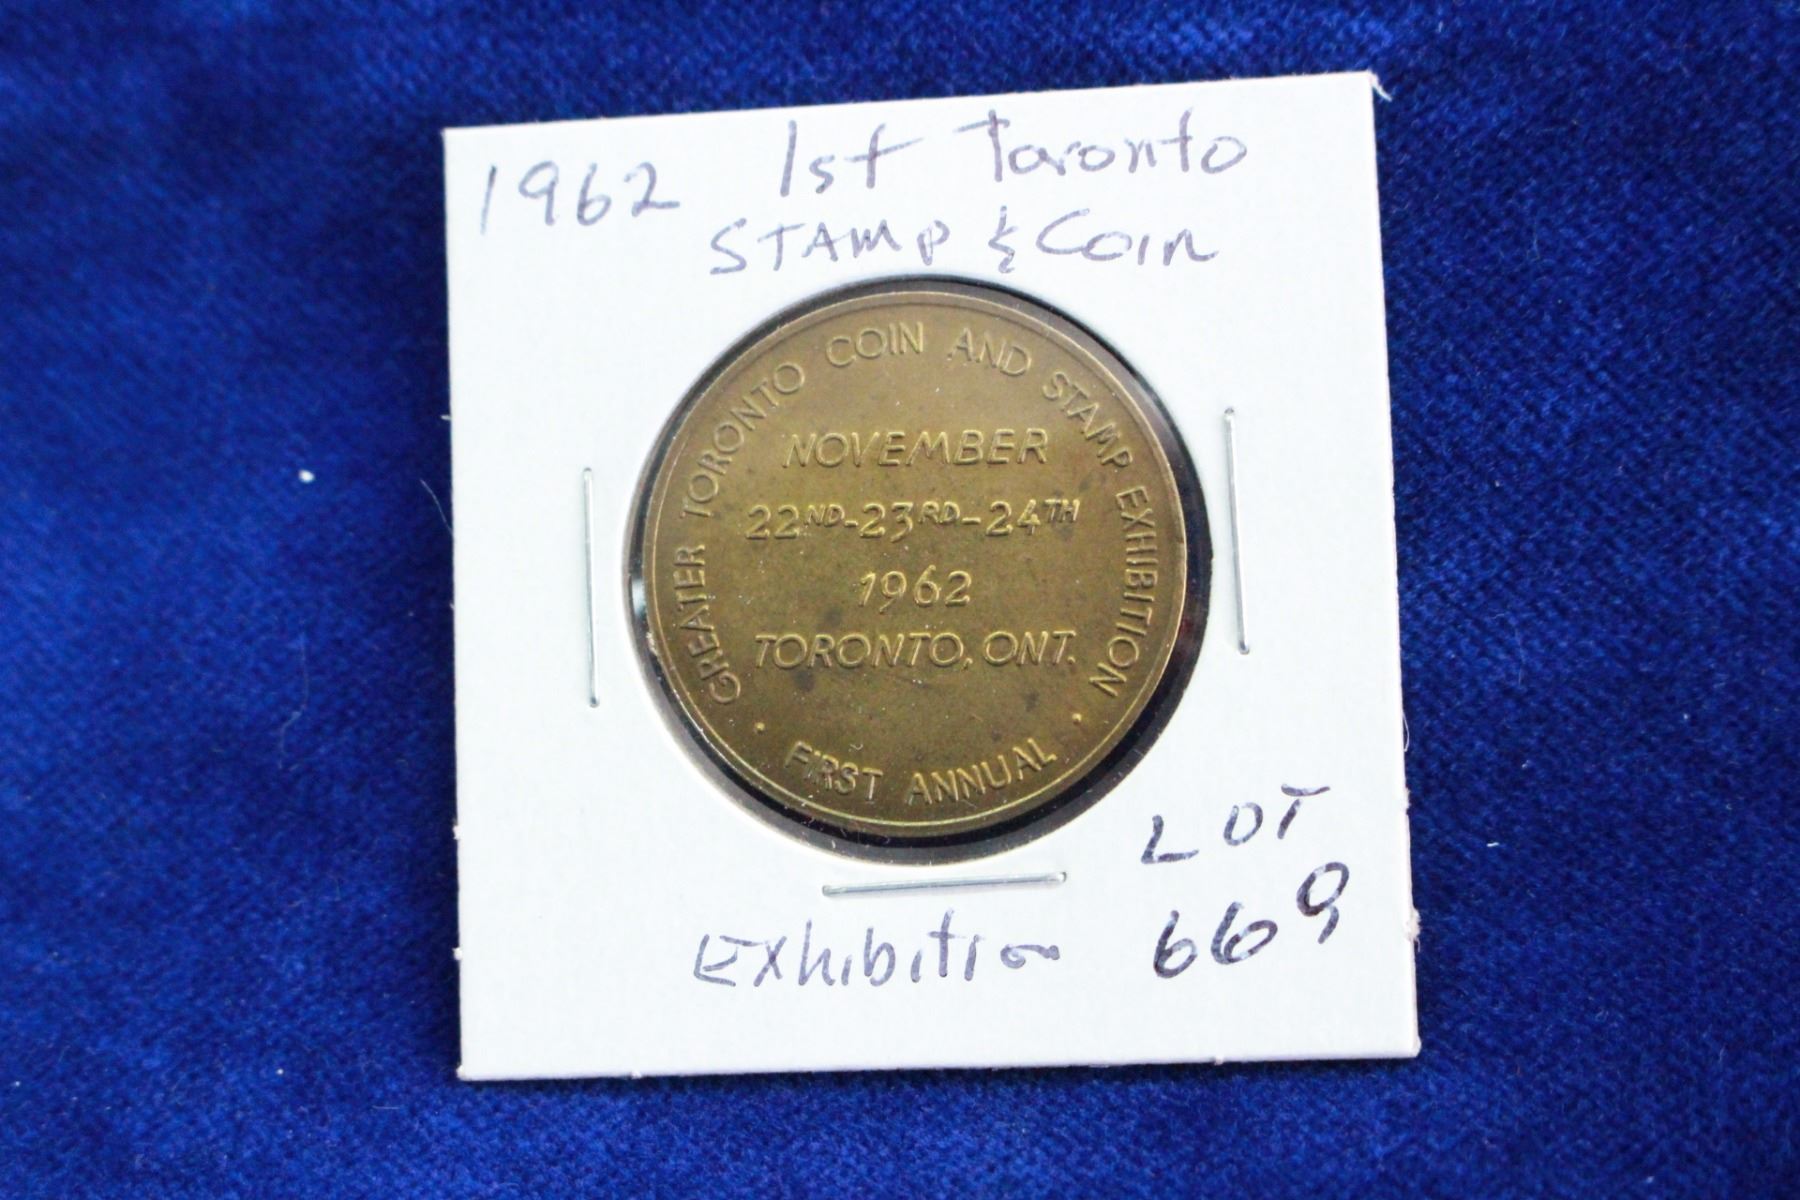 1962 1st Toronto
STAMP & COIN
GREATER TORONTO COIN AND STAMP EXHIBITION
NOVEMBER
22ND-23RD-24TH
1962
TORONTO, ONT.
· FIRST ANNUAL ·
LOT
669
Exhibition